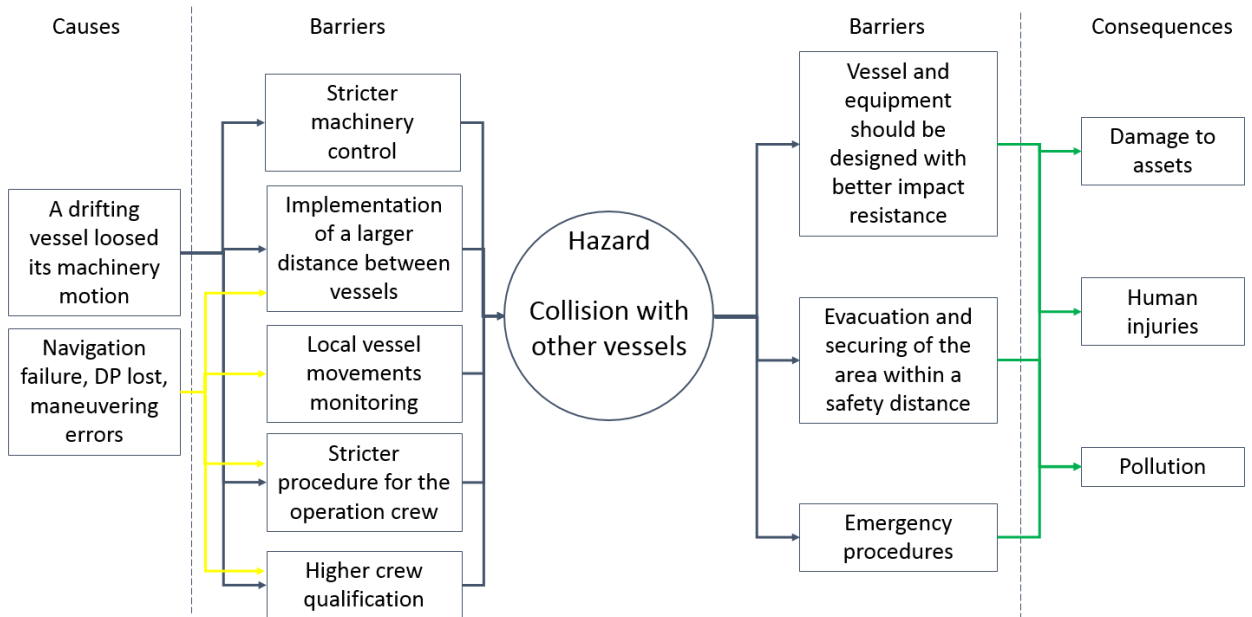 Causes
Barriers
Barriers
Consequences
Stricter
machinery
control
Implementation
of a larger
distance between
vessels
Local vessel
movements
monitoring
Stricter
procedure for the
operation crew
Higher crew
qualification
A drifting
vessel loosed
its machinery
motion
Navigation
failure, DP lost,
maneuvering
errors
Hazard
Collision with
other vessels
Vessel and
equipment
should be
designed with
better impact
resistance
Evacuation and
securing of the
area within a
safety distance
Emergency
procedures
Damage to
assets
Human
injuries
Pollution